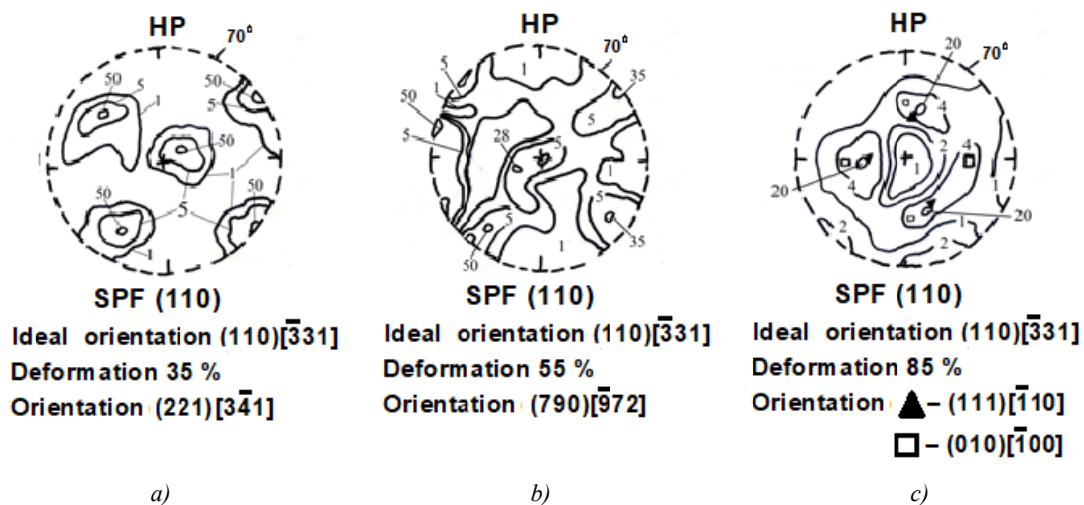 HP
70°
50
5
1
50
5
50
1
50
5
50
1
1
SPF (110)
Ideal orientation (110)[3̄31]
Deformation 35 %
Orientation (221)[34̄1]
a)
HP
70°
5
1
1
35
50
5
5
28
5
1
5
5
1
50
35
SPF (110)
Ideal orientation (110)[3̄31]
Deformation 55 %
Orientation (790)[9̄72]
b)
HP
20
70°
4
2
4
1
4
20
20
1
2
2
SPF (110)
Ideal orientation (110)[3̄31]
Deformation 85 %
Orientation ▲ – (111)[1̄10]
□ – (010)[1̄00]
c)